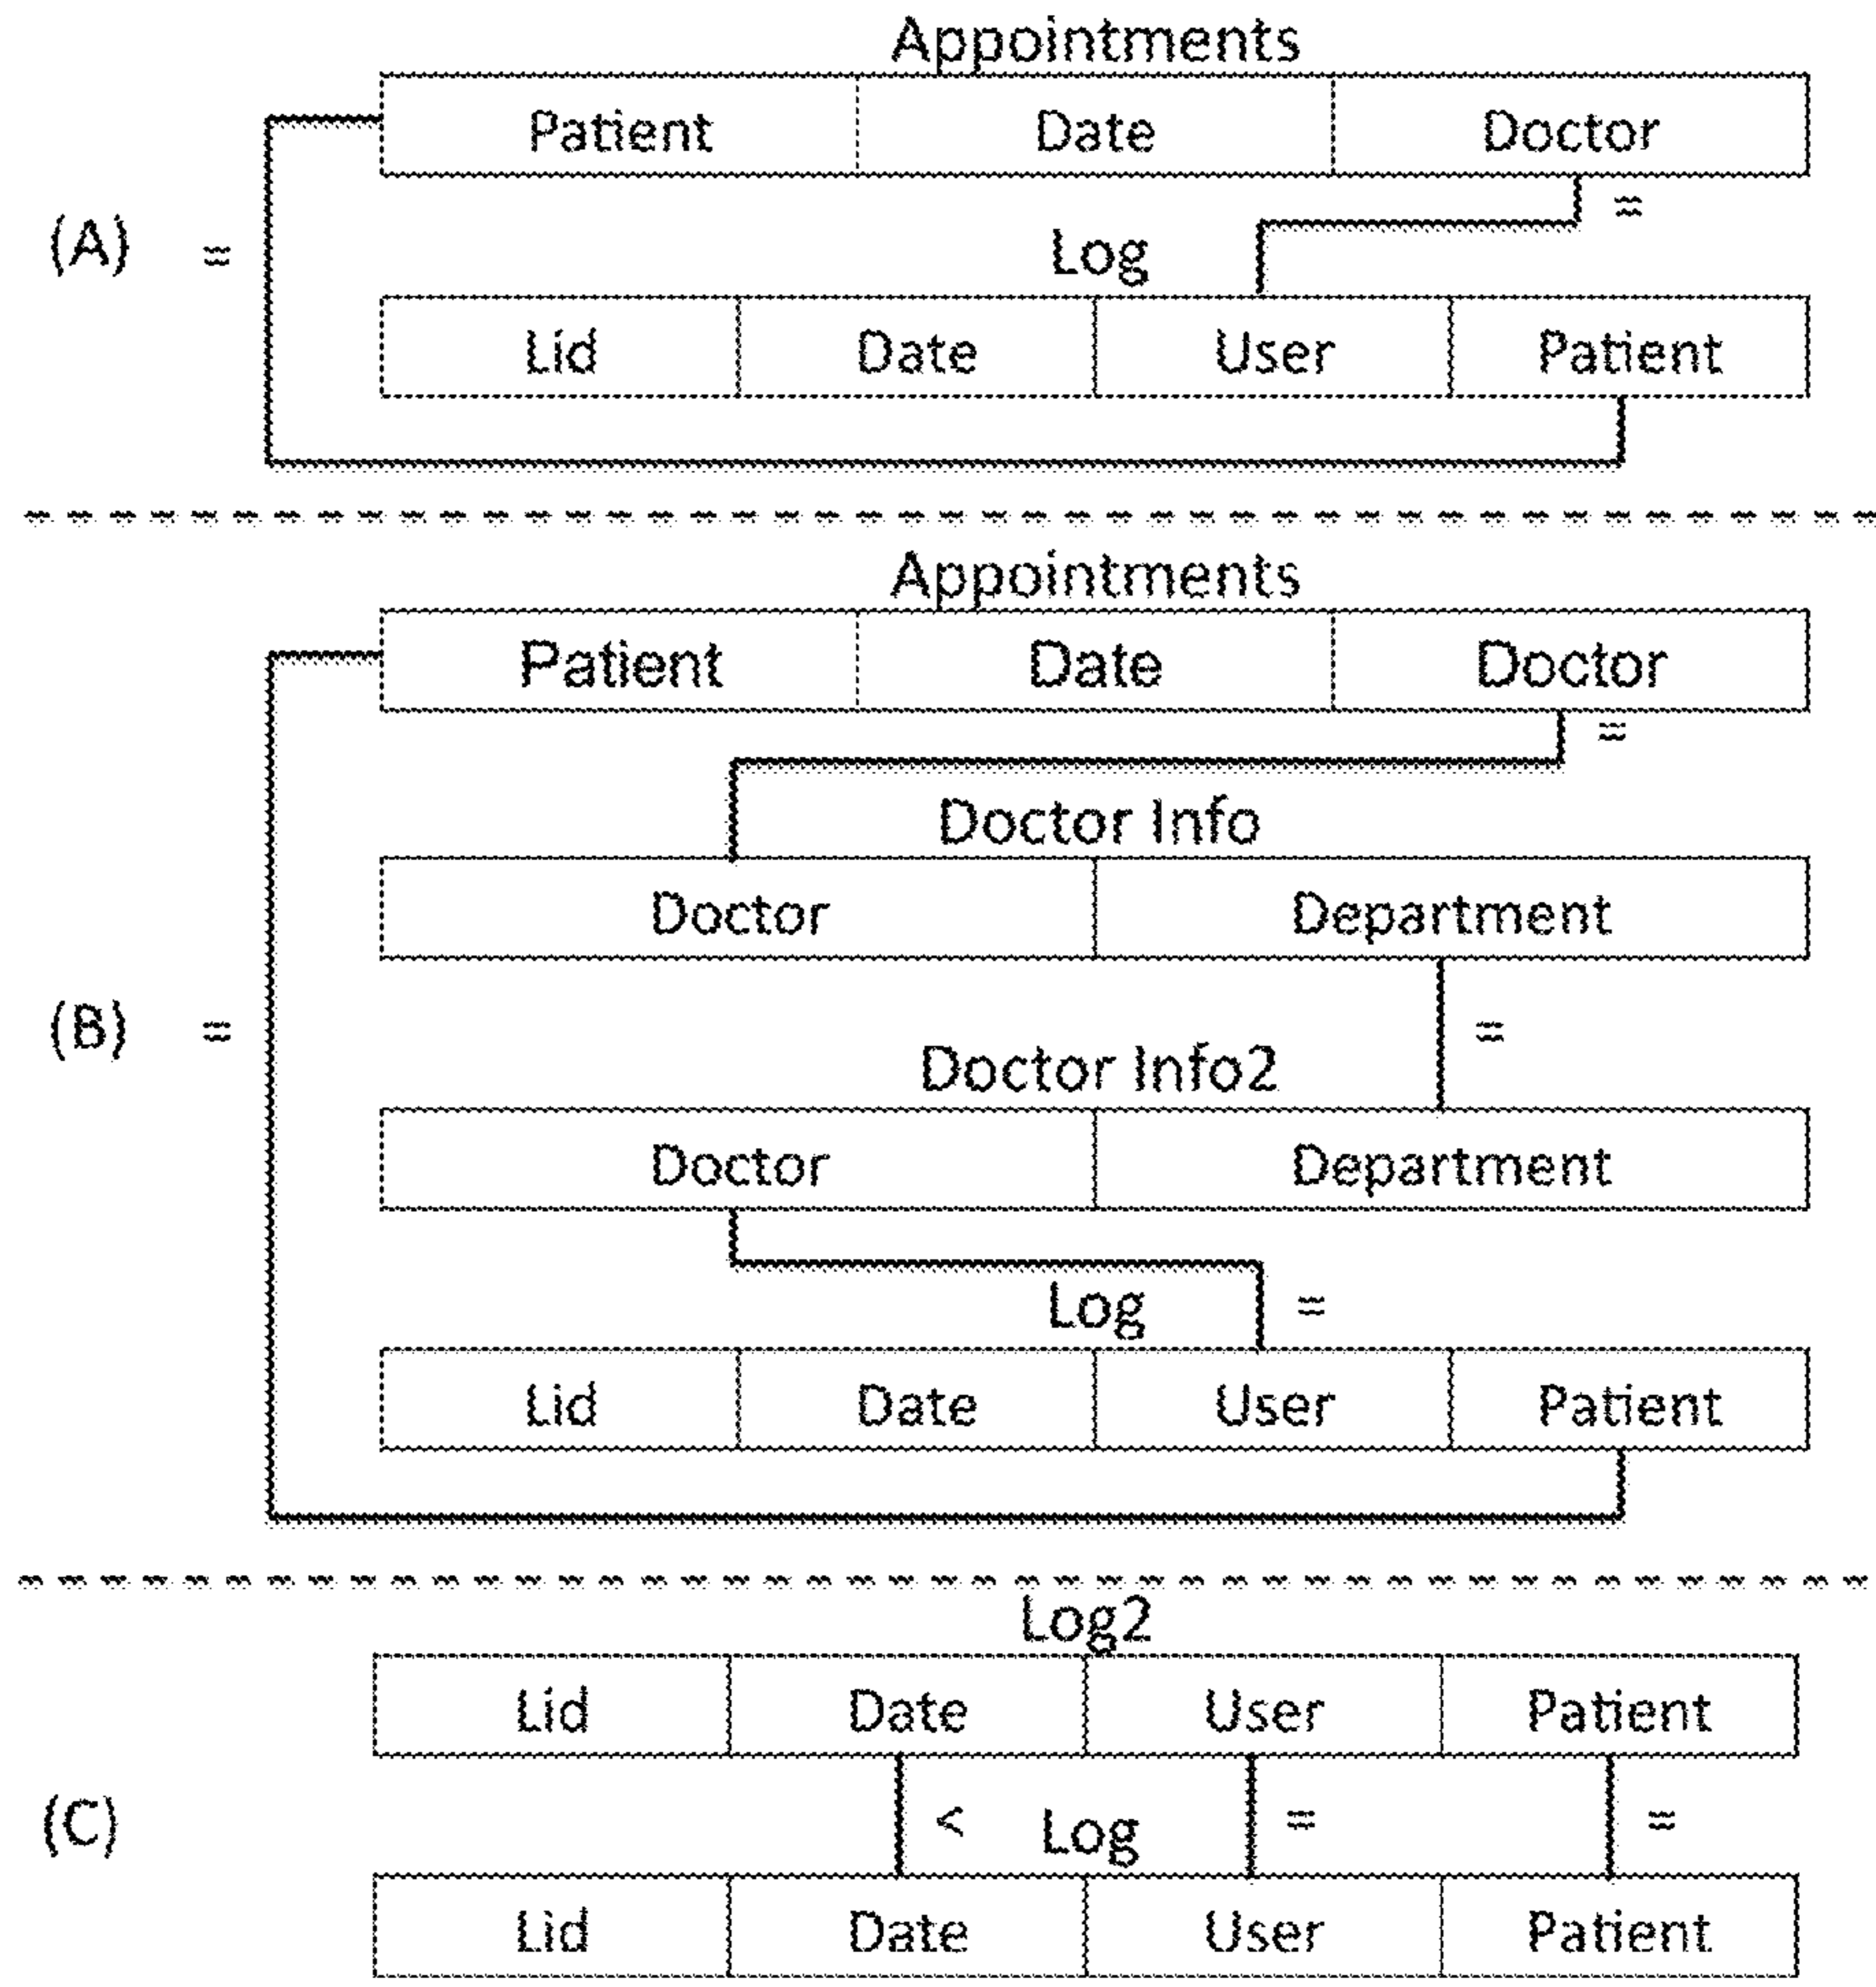 Appointments
Patient Date Doctor
=
(A) = Log
Lid Date User Patient
Appointments
Patient Date Doctor
=
Doctor Info
Doctor Department
(B) = =
Doctor Info2
Doctor Department
Log =
Lid Date User Patient
Log2
Lid Date User Patient
(C) < Log = =
Lid Date User Patient